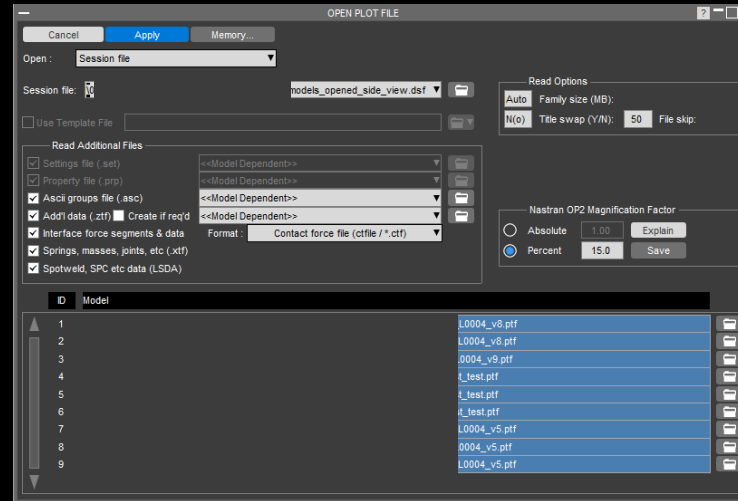 OPEN PLOT FILE
?
Cancel Apply Memory...
Open : Session file
Session file: models_opened_side_view.dsf
Use Template File
Read Additional Files
Settings file (.set) <<Model Dependent>>
Property file (.prp) <<Model Dependent>>
Ascii groups file (.asc) <<Model Dependent>>
Add'l data (.ztf) Create if req'd <<Model Dependent>>
Interface force segments & data Format : Contact force file (ctfile / *.ctf)
Springs, masses, joints, etc (.xtf)
Spotweld, SPC etc data (LSDA)
Read Options
Auto Family size (MB):
N(o) Title swap (Y/N): 50 File skip:
Nastran OP2 Magnification Factor
Absolute 1.00 Explain
Percent 15.0 Save
ID Model
1 L0004_v8.ptf
2 L0004_v8.ptf
3 .0004_v9.ptf
4 t_test.ptf
5 t_test.ptf
6 t_test.ptf
7 L0004_v5.ptf
8 .0004_v5.ptf
9 L0004_v5.ptf